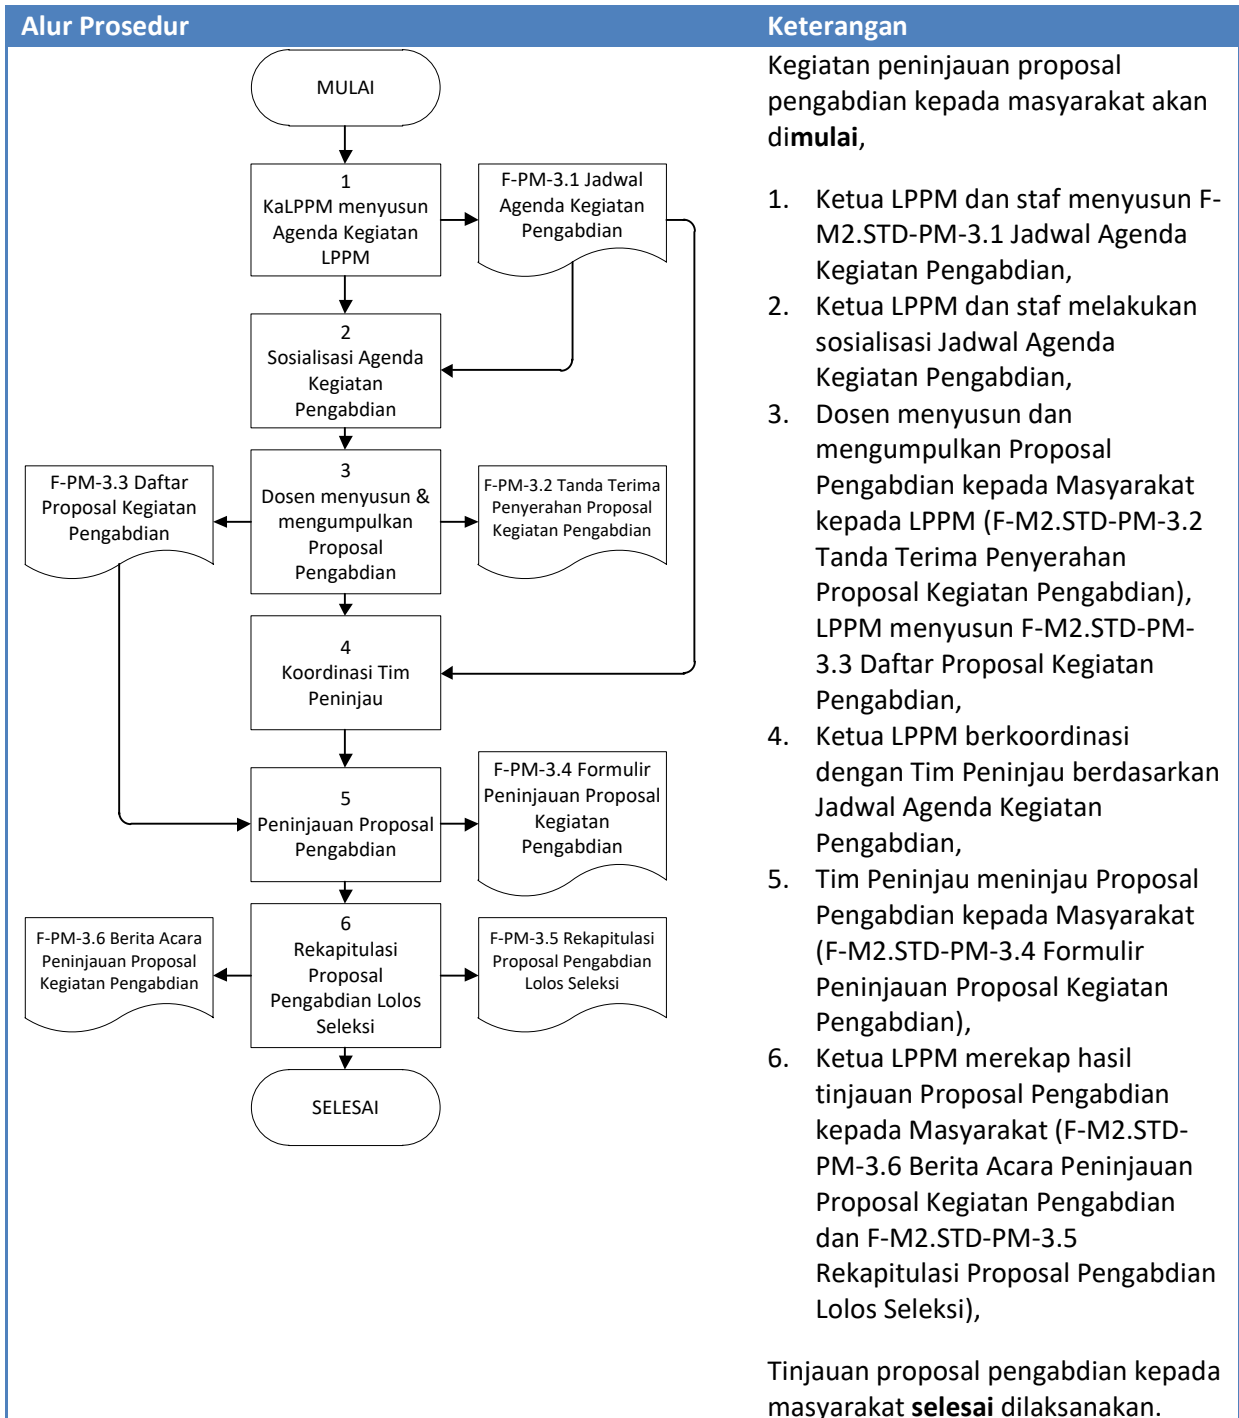 Alur Prosedur
Keterangan
MULAI
1
KaLPPM menyusun
Agenda Kegiatan
LPPM
F-PM-3.1 Jadwal
Agenda Kegiatan
Pengabdian
2
Sosialisasi Agenda
Kegiatan
Pengabdian
F-PM-3.3 Daftar
Proposal Kegiatan
Pengabdian
3
Dosen menyusun &
mengumpulkan
Proposal
Pengabdian
F-PM-3.2 Tanda Terima
Penyerahan Proposal
Kegiatan Pengabdian
4
Koordinasi Tim
Peninjau
5
Peninjauan Proposal
Pengabdian
F-PM-3.4 Formulir
Peninjauan Proposal
Kegiatan
Pengabdian
F-PM-3.6 Berita Acara
Peninjauan Proposal
Kegiatan Pengabdian
6
Rekapitulasi
Proposal
Pengabdian Lolos
Seleksi
F-PM-3.5 Rekapitulasi
Proposal Pengabdian
Lolos Seleksi
SELESAI
Kegiatan peninjauan proposal
pengabdian kepada masyarakat akan
dimulai,
1. Ketua LPPM dan staf menyusun F-
M2.STD-PM-3.1 Jadwal Agenda
Kegiatan Pengabdian,
2. Ketua LPPM dan staf melakukan
sosialisasi Jadwal Agenda
Kegiatan Pengabdian,
3. Dosen menyusun dan
mengumpulkan Proposal
Pengabdian kepada Masyarakat
kepada LPPM (F-M2.STD-PM-3.2
Tanda Terima Penyerahan
Proposal Kegiatan Pengabdian),
LPPM menyusun F-M2.STD-PM-
3.3 Daftar Proposal Kegiatan
Pengabdian,
4. Ketua LPPM berkoordinasi
dengan Tim Peninjau berdasarkan
Jadwal Agenda Kegiatan
Pengabdian,
5. Tim Peninjau meninjau Proposal
Pengabdian kepada Masyarakat
(F-M2.STD-PM-3.4 Formulir
Peninjauan Proposal Kegiatan
Pengabdian),
6. Ketua LPPM merekap hasil
tinjauan Proposal Pengabdian
kepada Masyarakat (F-M2.STD-
PM-3.6 Berita Acara Peninjauan
Proposal Kegiatan Pengabdian
dan F-M2.STD-PM-3.5
Rekapitulasi Proposal Pengabdian
Lolos Seleksi),
Tinjauan proposal pengabdian kepada
masyarakat selesai dilaksanakan.